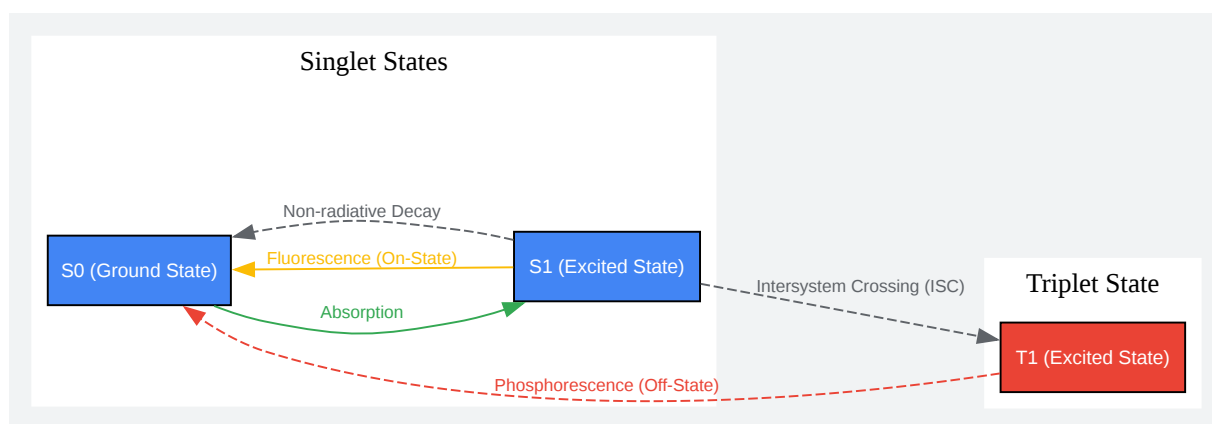 Singlet States
Non-radiative Decay
Fluorescence (On-State)
S0 (Ground State)
S1 (Excited State)
Absorption
Intersystem Crossing (ISC)
Triplet State
T1 (Excited State)
Phosphorescence (Off-State)